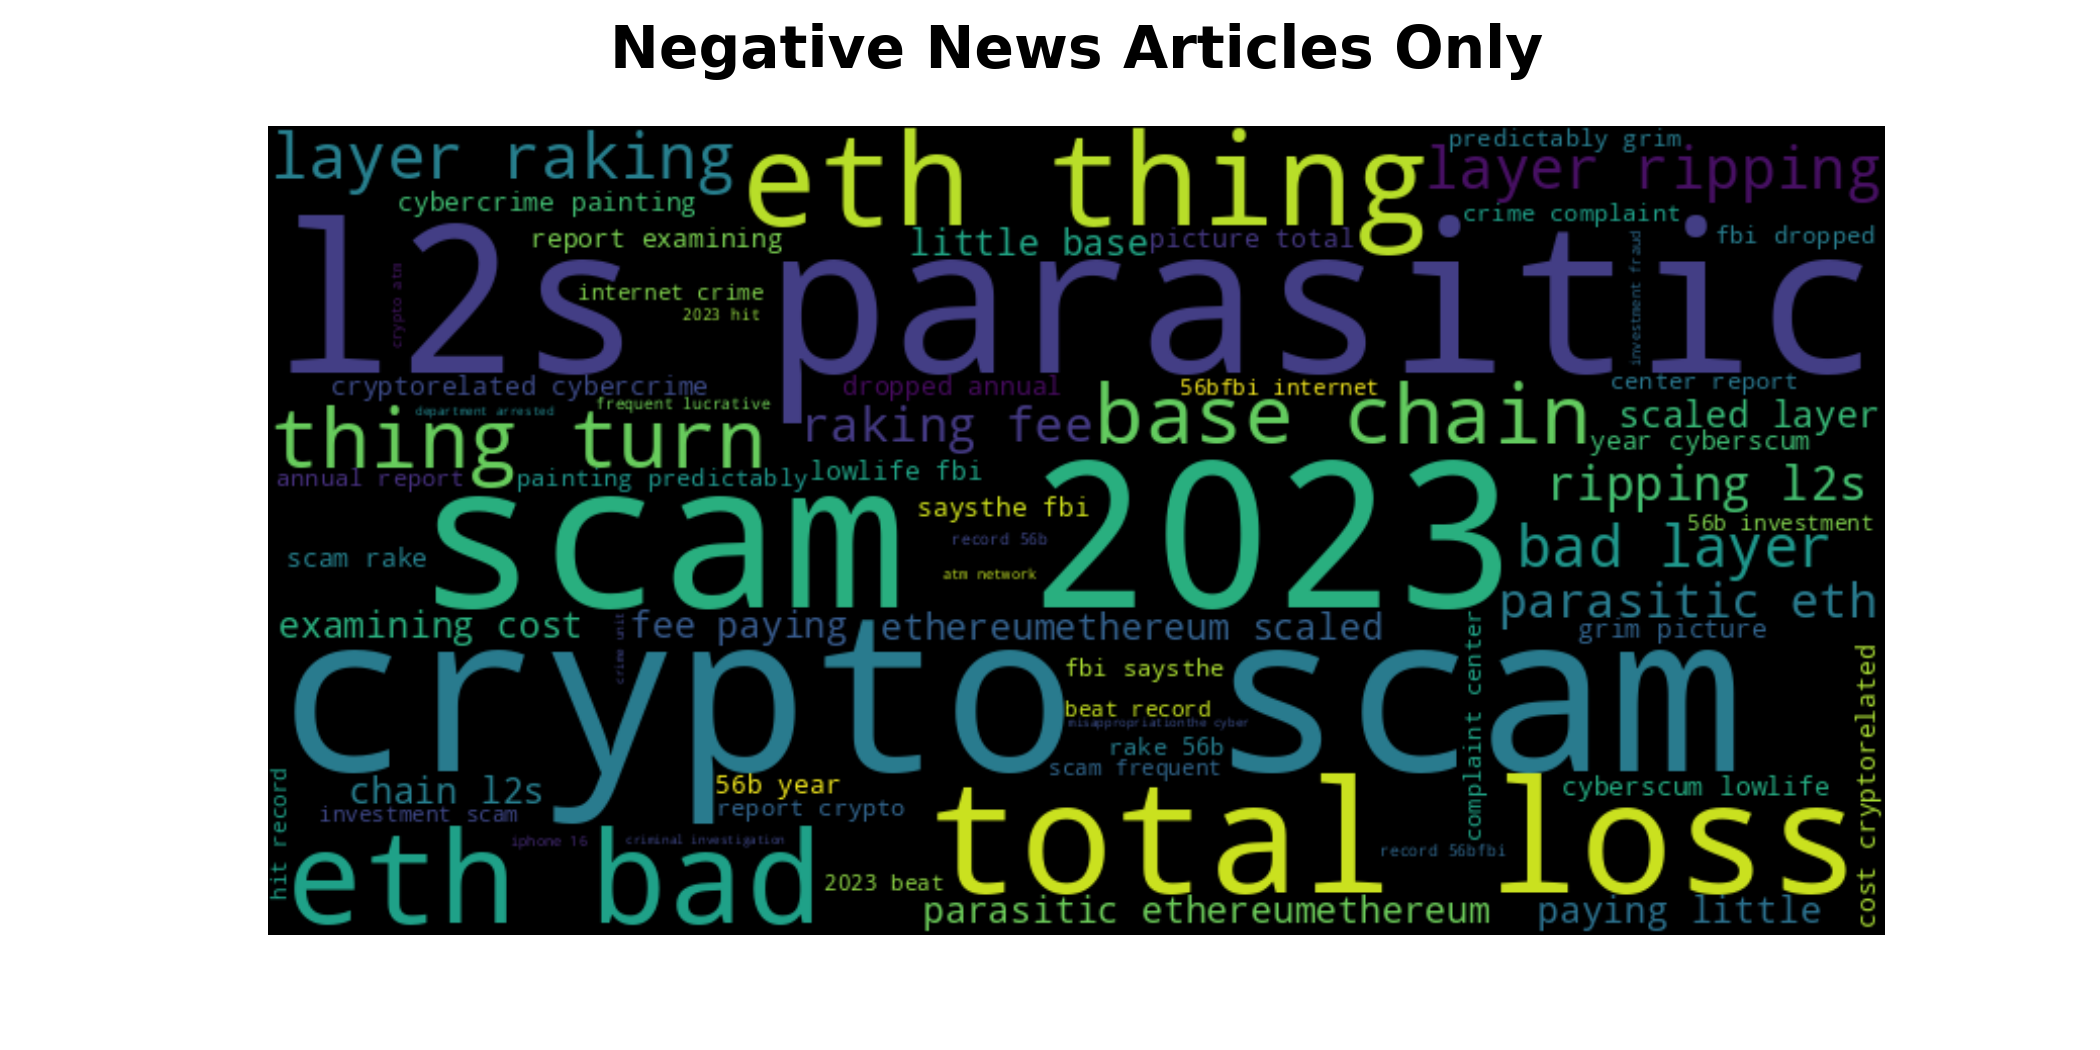 Negative News Articles Only
layer raking
eth thing
predictably grim
layer ripping
cybercrime painting
crime complaint
l2s parasitic
report examining
little base
picture total
fbi dropped
investment fraud
crypto atm
internet crime
2023 hit
cryptorelated cybercrime
dropped annual
56bfbi internet
center report
department arrested
frequent lucrative
thing turn
raking fee
base chain
scaled layer
year cyberscum
annual report
painting predictably
lowlife fbi
ripping l2s
scam 2023
saysthe fbi
56b investment
record 56b
bad layer
scam rake
atm network
parasitic eth
examining cost
crime unit
fee paying
ethereumethereum scaled
grim picture
complaint center
crypto scam
fbi saysthe
beat record
misappropriationthe cyber
rake 56b
scam frequent
cost cryptorelated
hit record
chain l2s
56b year
investment scam
report crypto
total loss
cyberscum lowlife
eth bad
iphone 16
criminal investigation
record 56bfbi
2023 beat
parasitic ethereumethereum
paying little